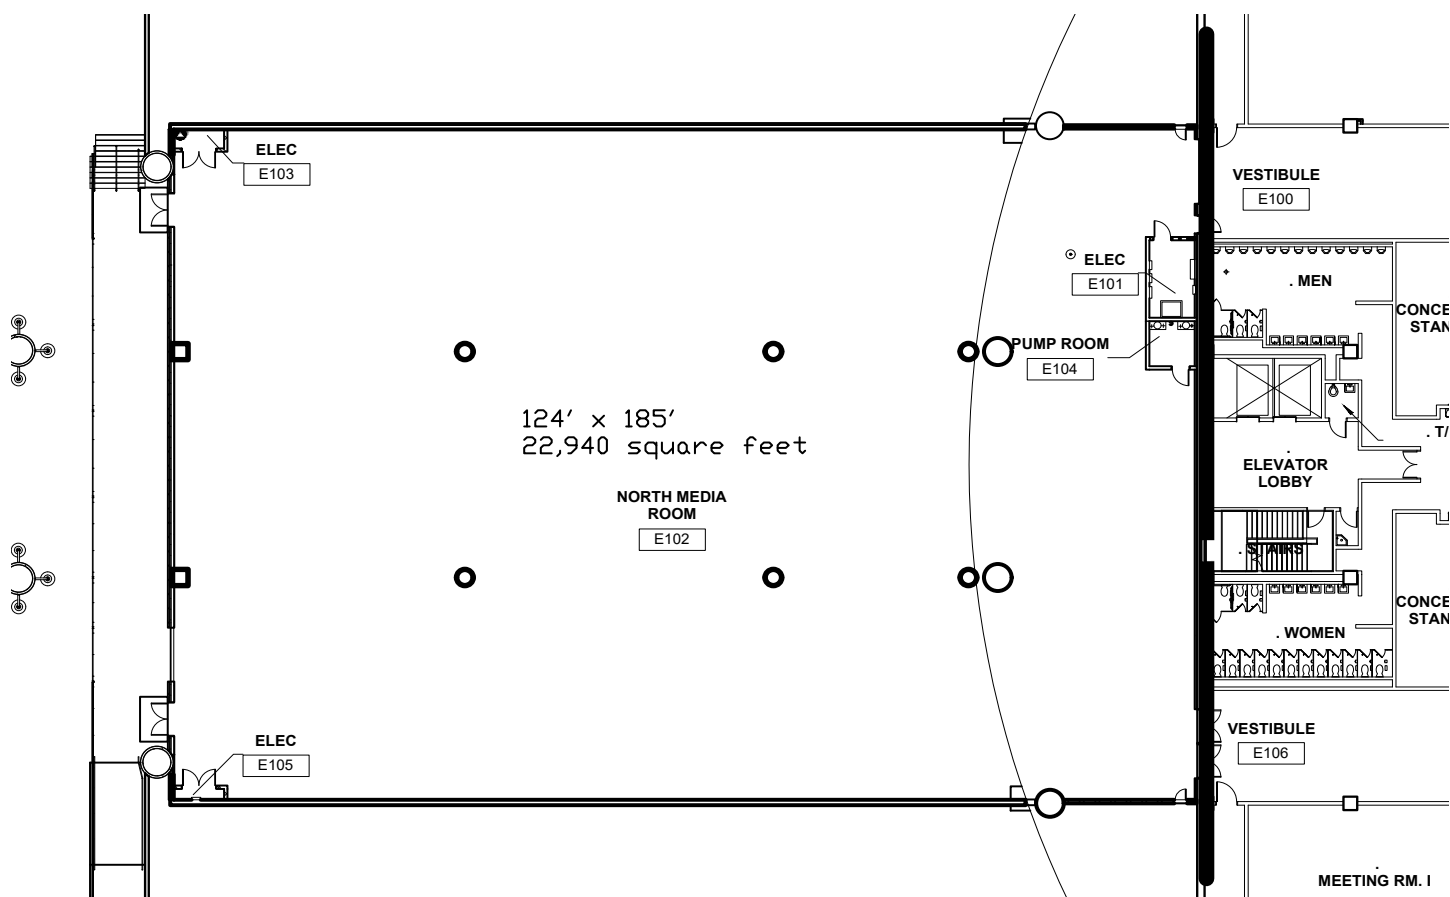 ELEC
E103
VESTIBULE
E100
ELEC
E101
. MEN
CONCE
STAN
PUMP ROOM
E104
124' x 185'
22,940 square feet
. T/
ELEVATOR
LOBBY
NORTH MEDIA
ROOM
E102
. STAIRS
CONCE
STAN
. WOMEN
ELEC
E105
VESTIBULE
E106
MEETING RM. I